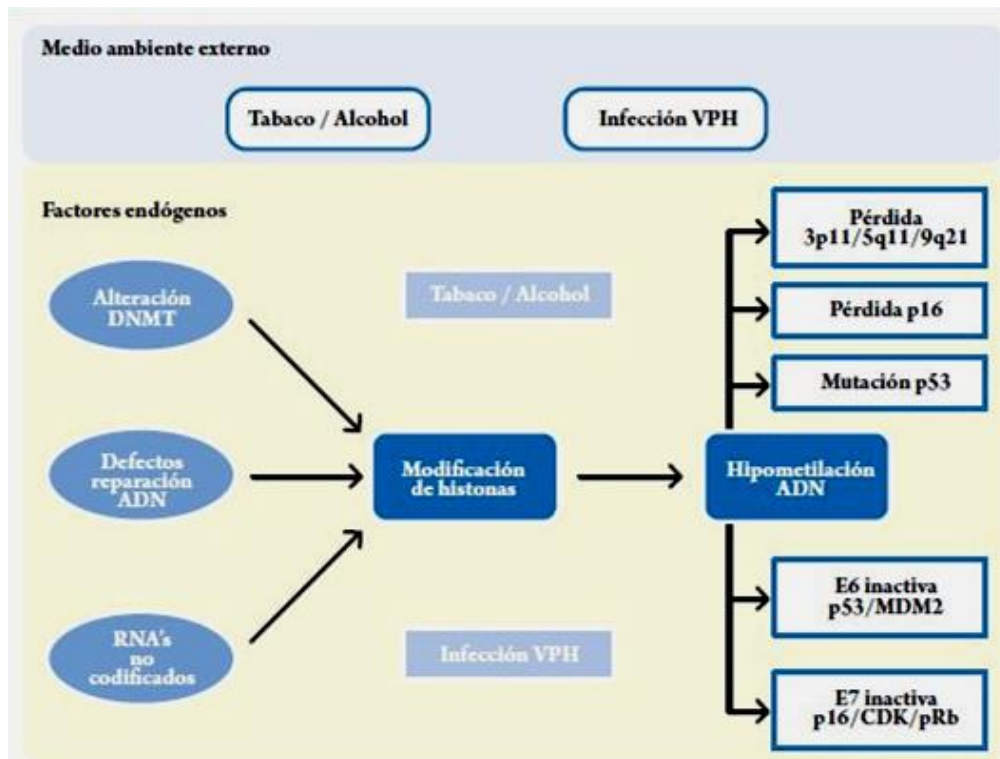 Medio ambiente externo
Tabaco / Alcohol
Infección VPH
Factores endógenos
Alteración
DNMT
Defectos
reparación
ADN
RNA's
no
codificados
Tabaco / Alcohol
Modificación
de histonas
Infección VPH
Hipometilación
ADN
Pérdida
3p11/5q11/9q21
Pérdida p16
Mutación p53
E6 inactiva
p53/MDM2
E7 inactiva
p16/CDK/pRb